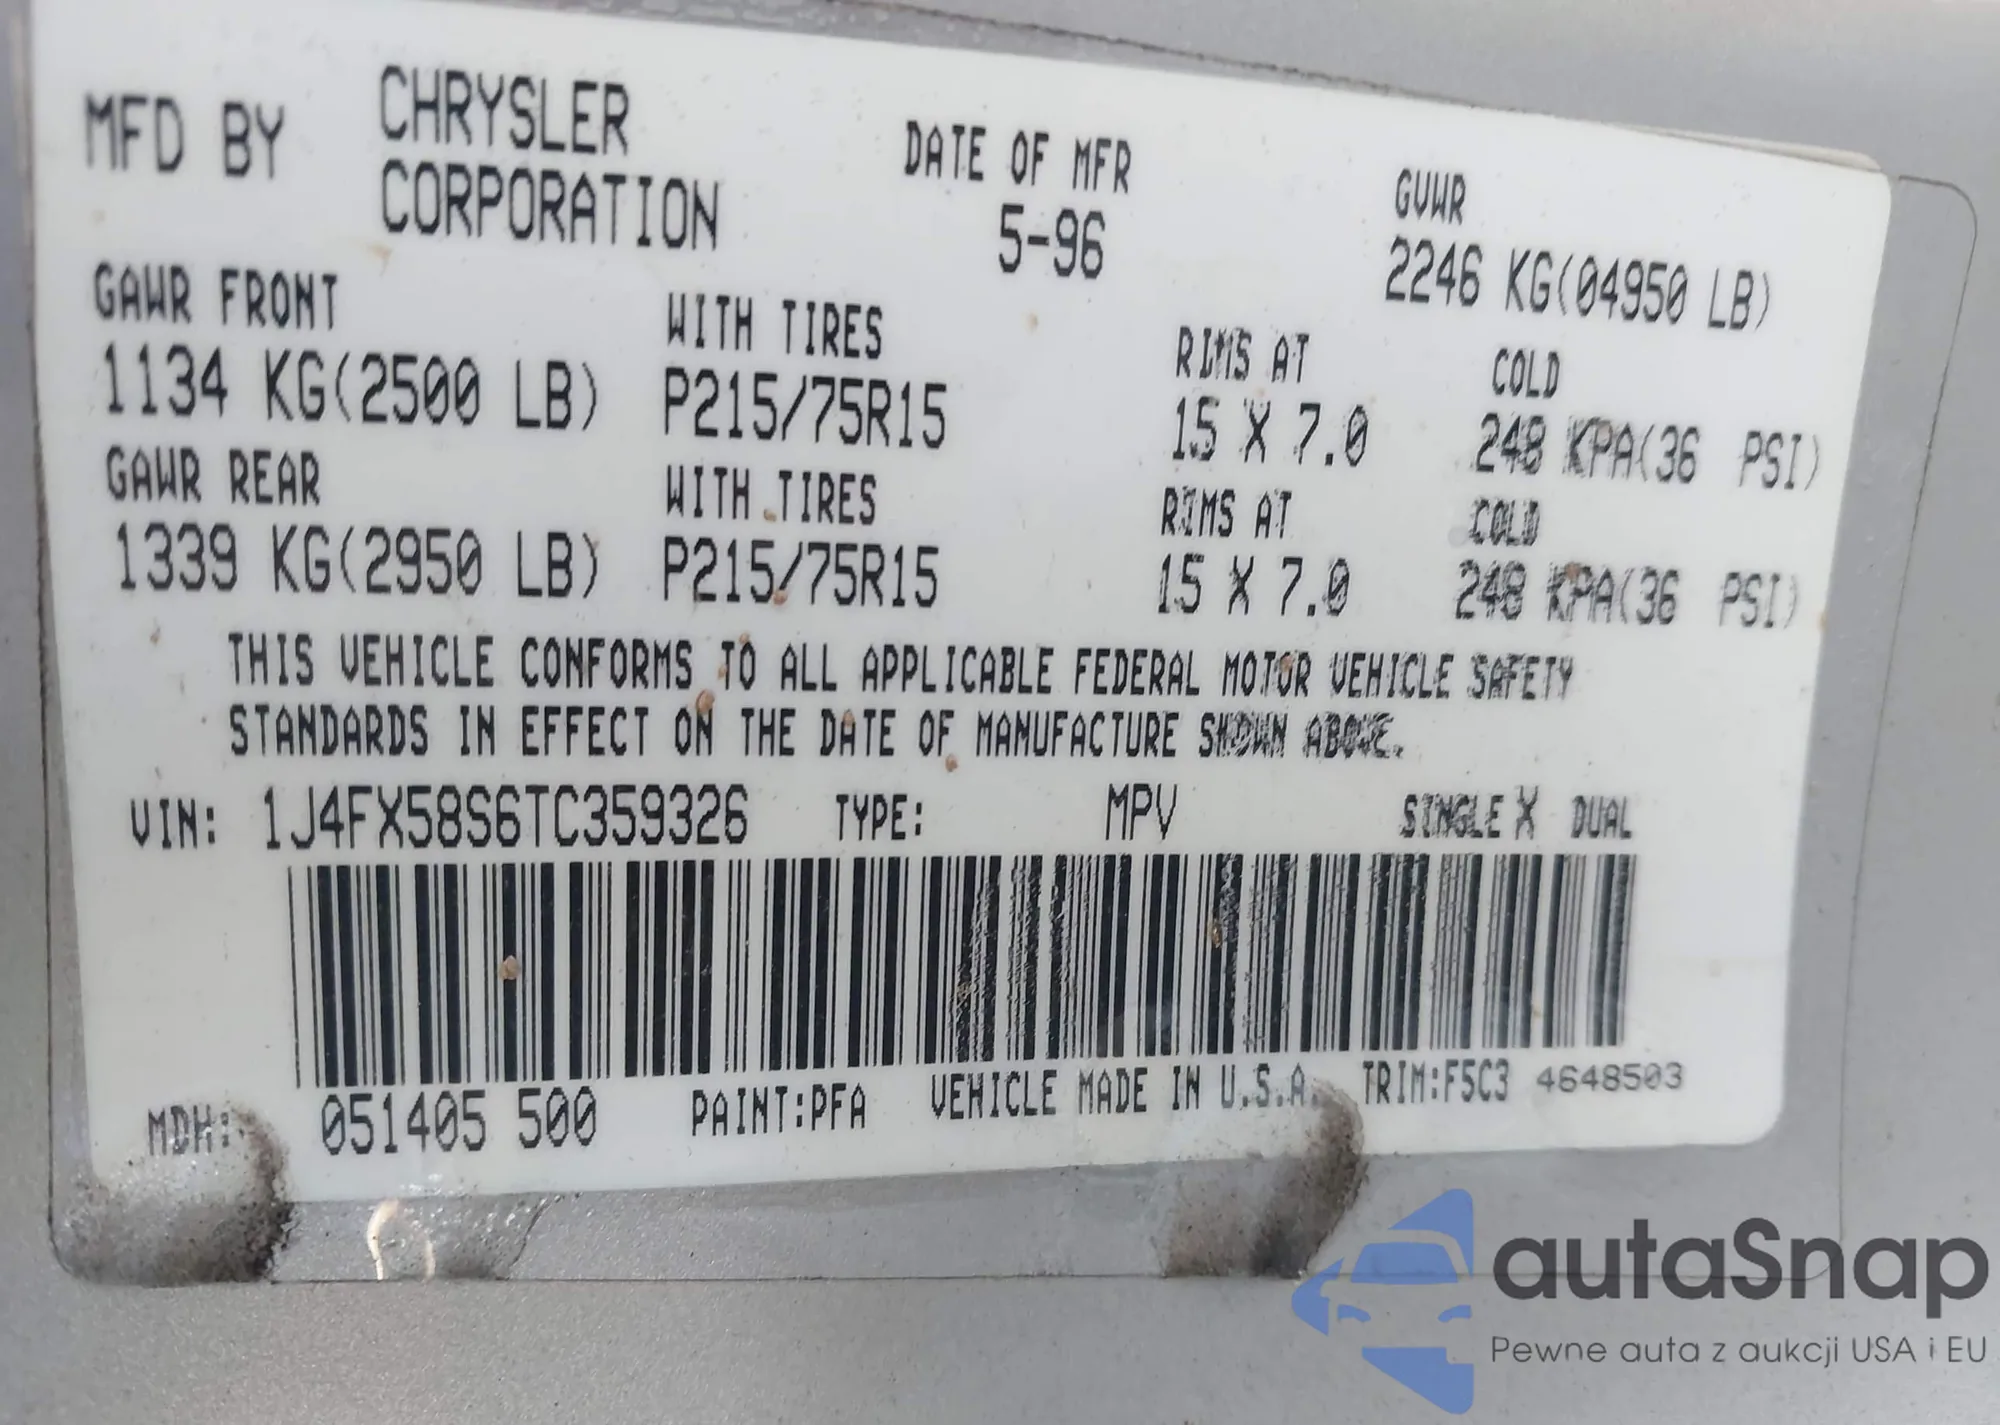 MFD BY CHRYSLER CORPORATION DATE OF MFR 5-96 GVWR 2246 KG(04950 LB)
GAWR FRONT WITH TIRES RIMS AT COLD
1134 KG(2500 LB) P215/75R15 15 X 7.0 248 KPA(36 PSI)
GAWR REAR WITH TIRES RIMS AT COLD
1339 KG(2950 LB) P215/75R15 15 X 7.0 248 KPA(36 PSI)
THIS VEHICLE CONFORMS TO ALL APPLICABLE FEDERAL MOTOR VEHICLE SAFETY
STANDARDS IN EFFECT ON THE DATE OF MANUFACTURE SHOWN ABOVE.
VIN: 1J4FX58S6TC359326 TYPE: MPV SINGLE X DUAL
MDH: 051405 500 PAINT:PFA VEHICLE MADE IN U.S.A. TRIM:F5C3 4648503
autaSnap
Pewne auta z aukcji USA i EU